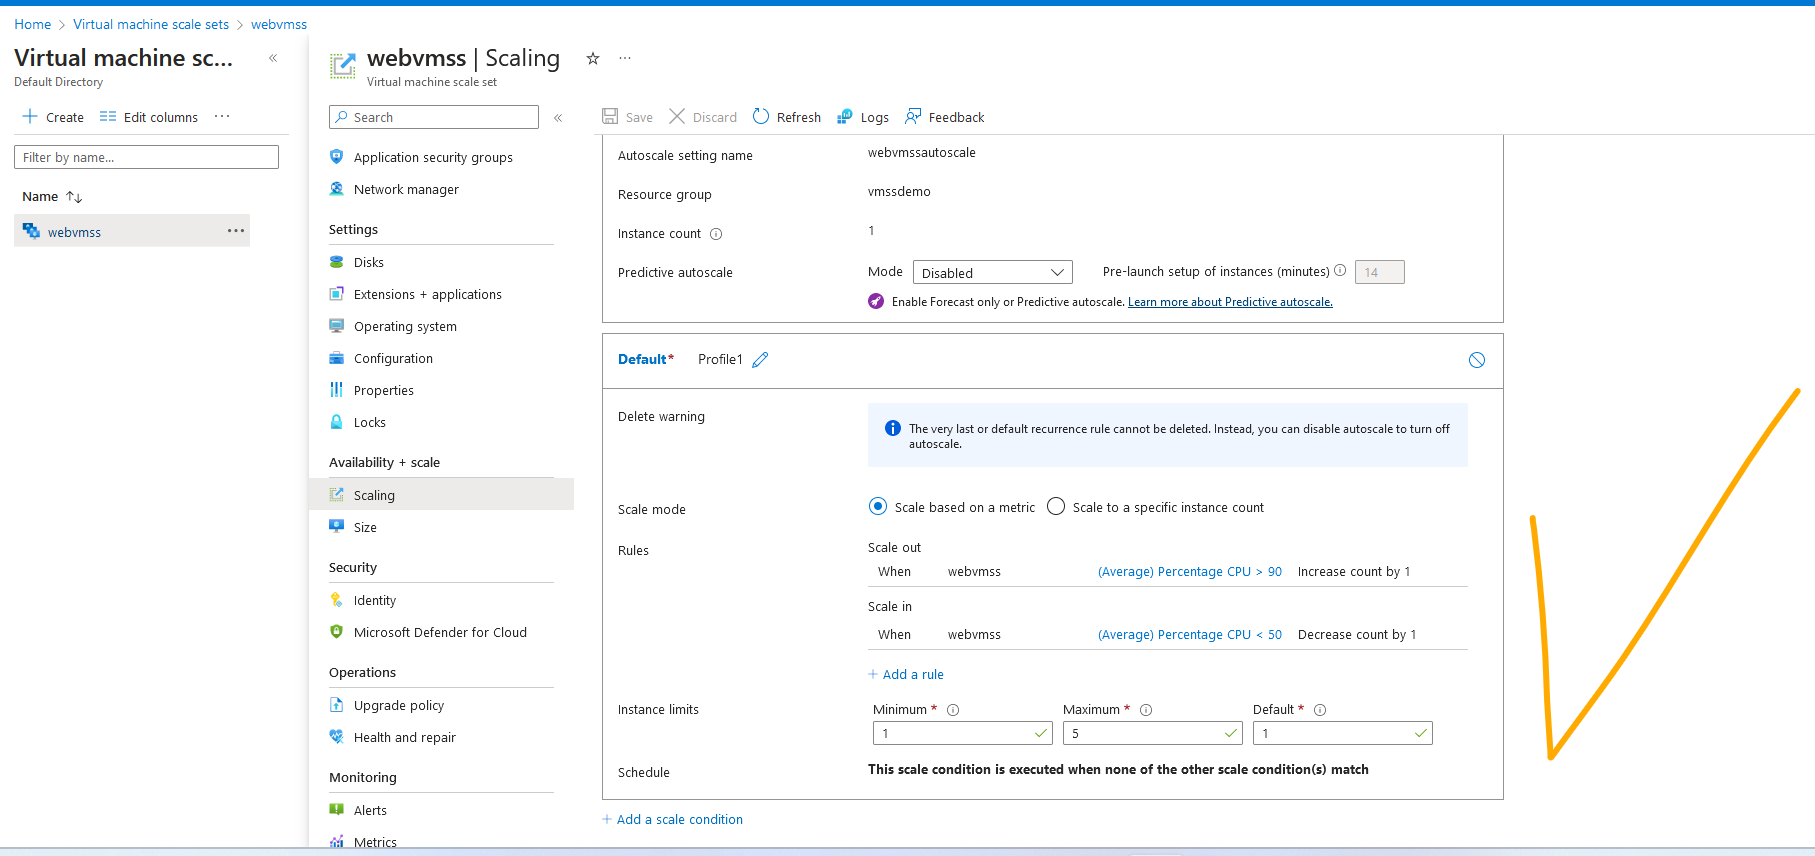 Home > Virtual machine scale sets > webvmss
Virtual machine sc... «
Default Directory
+ Create Edit columns ...
Filter by name...
Name ↑↓
webvmss ...
webvmss | Scaling ☆ ...
Virtual machine scale set
Search «
Application security groups
Network manager
Settings
Disks
Extensions + applications
Operating system
Configuration
Properties
Locks
Availability + scale
Scaling
Size
Security
Identity
Microsoft Defender for Cloud
Operations
Upgrade policy
Health and repair
Monitoring
Alerts
Metrics
Save Discard Refresh Logs Feedback
Autoscale setting name webvmssautoscale
Resource group vmssdemo
Instance count 1
Predictive autoscale Mode Disabled Pre-launch setup of instances (minutes) 14
Enable Forecast only or Predictive autoscale. Learn more about Predictive autoscale.
Default* Profile1
Delete warning
The very last or default recurrence rule cannot be deleted. Instead, you can disable autoscale to turn off
autoscale.
Scale mode Scale based on a metric Scale to a specific instance count
Rules
Scale out
When webvmss (Average) Percentage CPU > 90 Increase count by 1
Scale in
When webvmss (Average) Percentage CPU < 50 Decrease count by 1
+ Add a rule
Instance limits Minimum * Maximum * Default *
1 5 1
Schedule This scale condition is executed when none of the other scale condition(s) match
+ Add a scale condition